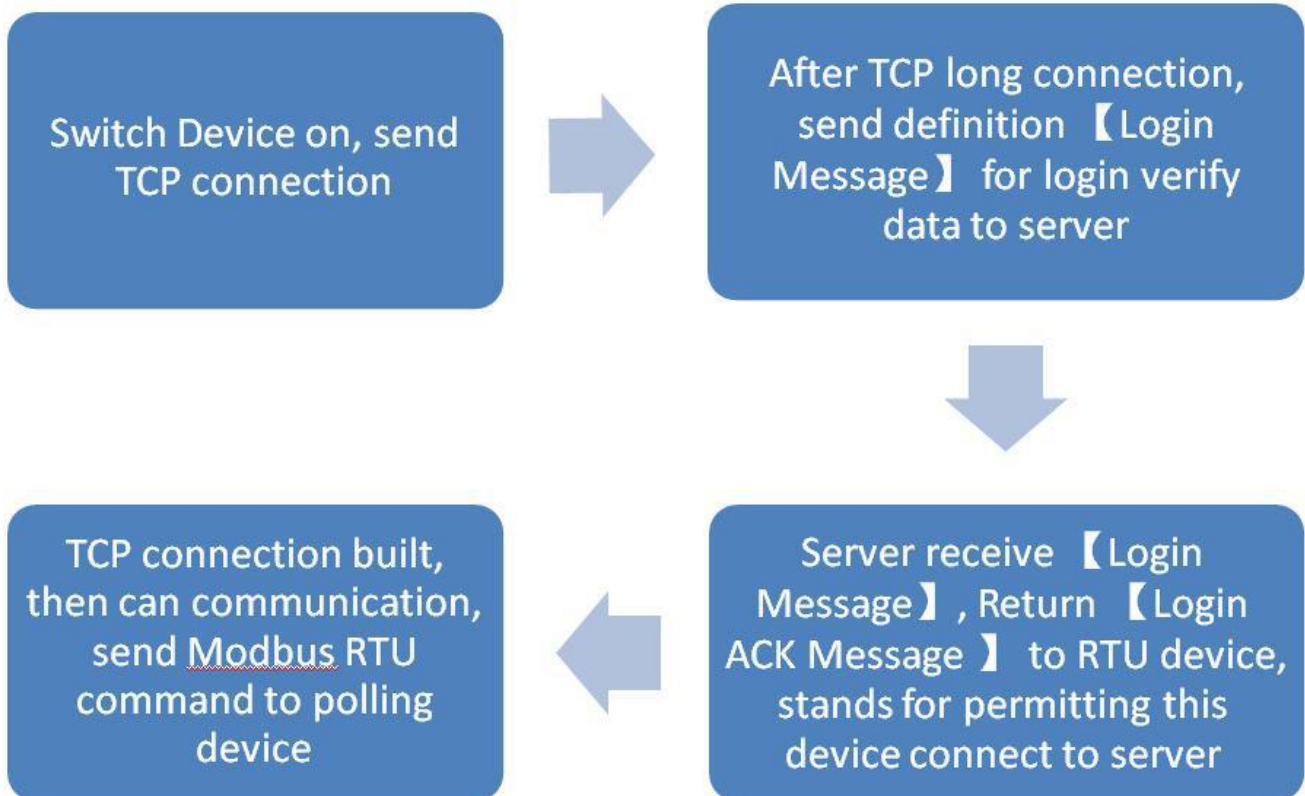 Switch Device on, send
TCP connection
After TCP long connection,
send definition 【Login
Message】 for login verify
data to server
Server receive 【Login
Message】, Return 【Login
ACK Message 】 to RTU device,
stands for permitting this
device connect to server
TCP connection built,
then can communication,
send Modbus RTU
command to polling
device